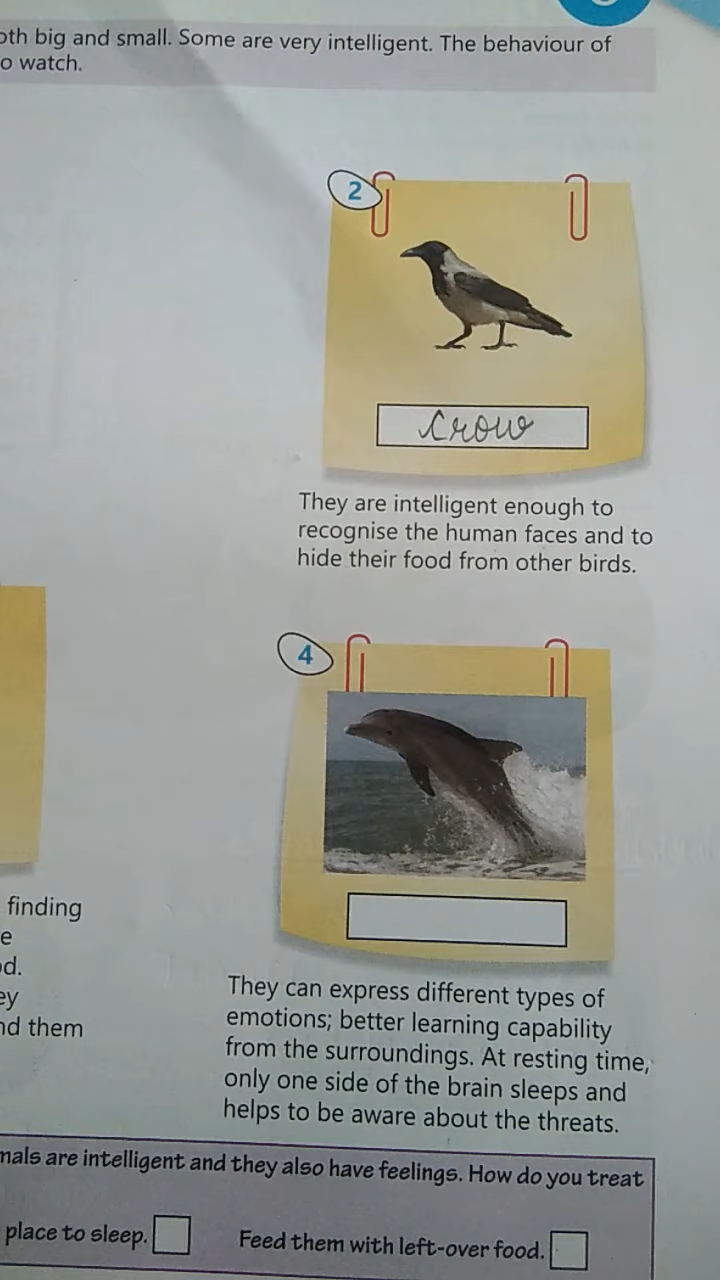 oth big and small. Some are very intelligent. The behaviour of
o watch.
2
crow
They are intelligent enough to
recognise the human faces and to
hide their food from other birds.
4
finding
e
d.
ey
nd them
They can express different types of
emotions; better learning capability
from the surroundings. At resting time,
only one side of the brain sleeps and
helps to be aware about the threats.
mals are intelligent and they also have feelings. How do you treat
place to sleep.
Feed them with left-over food.